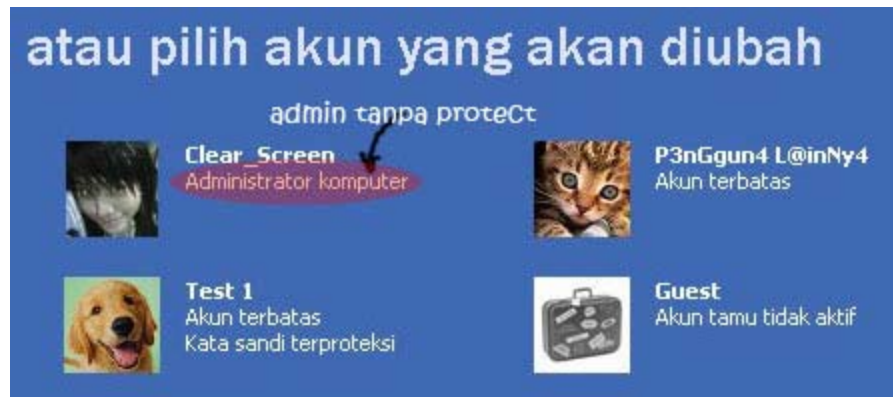 atau pilih akun yang akan diubah
admin tanpa protect
Clear_Screen
Administrator komputer
P3nGgun4 L@inNy4
Akun terbatas
Test 1
Akun terbatas
Kata sandi terproteksi
Guest
Akun tamu tidak aktif